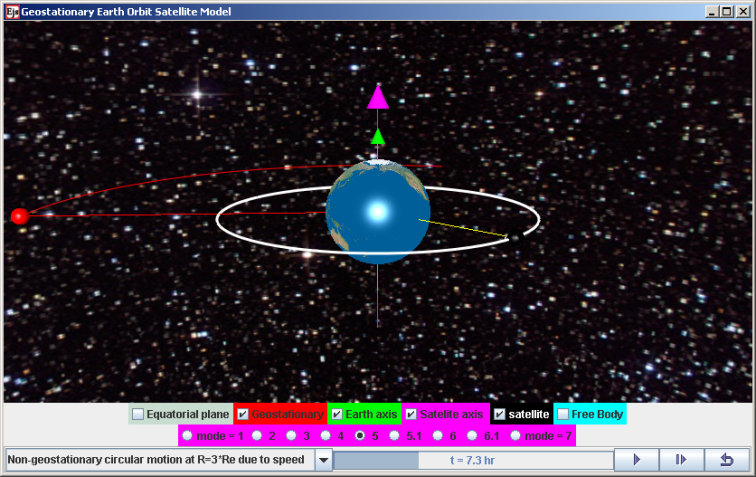 Geostationary Earth Orbit Satellite Model
Equatorial plane Geostationary Earth axis Satelite axis satellite Free Body
mode = 1 2 3 4 5 5.1 6 6.1 mode = 7
Non-geostationary circular motion at R=3*Re due to speed t = 7.3 hr